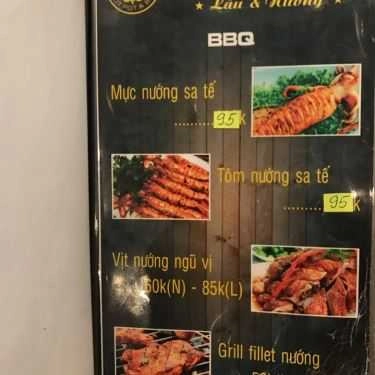 ★ Lẩu & Nướng ★
BBQ
Mực nướng sa tế
.......... 95k
Tôm nướng sa tế
.......... 95k
Vịt nướng ngũ vị
60k(N) - 85k(L)
Grill fillet nướng